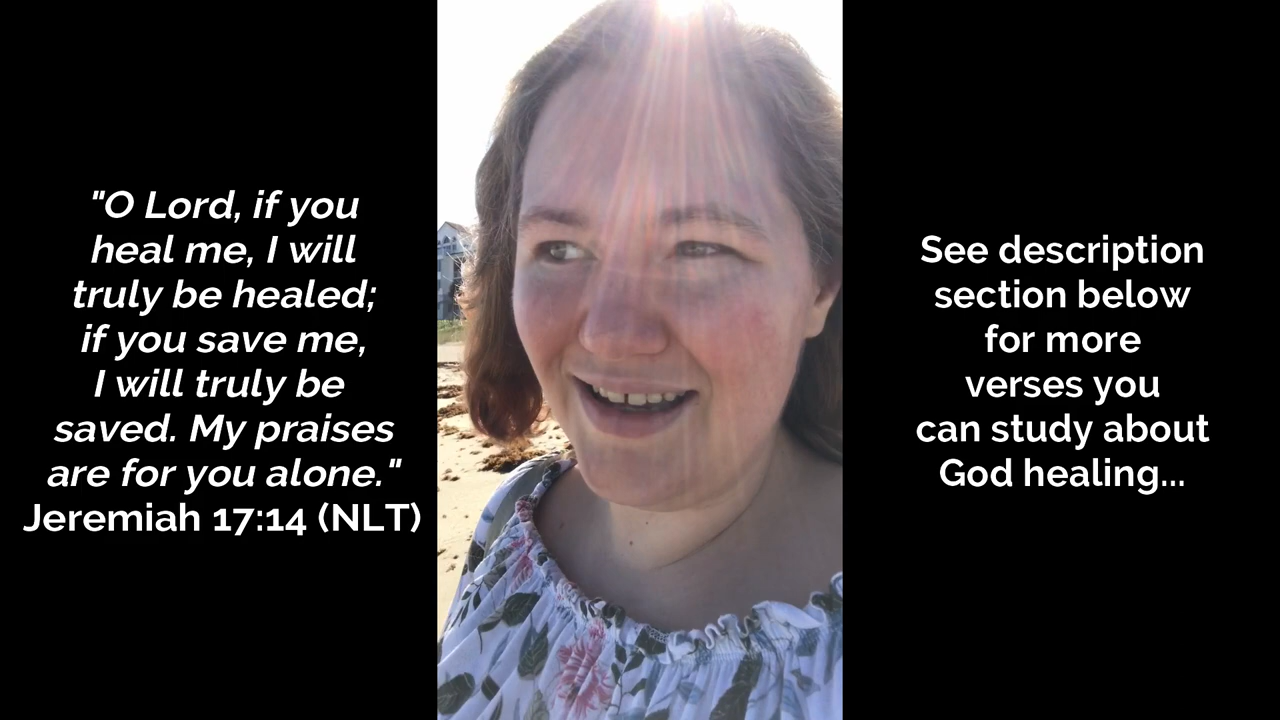 "O Lord, if you
heal me, I will
truly be healed;
if you save me,
I will truly be
saved. My praises
are for you alone."
Jeremiah 17:14 (NLT)
See description
section below
for more
verses you
can study about
God healing...